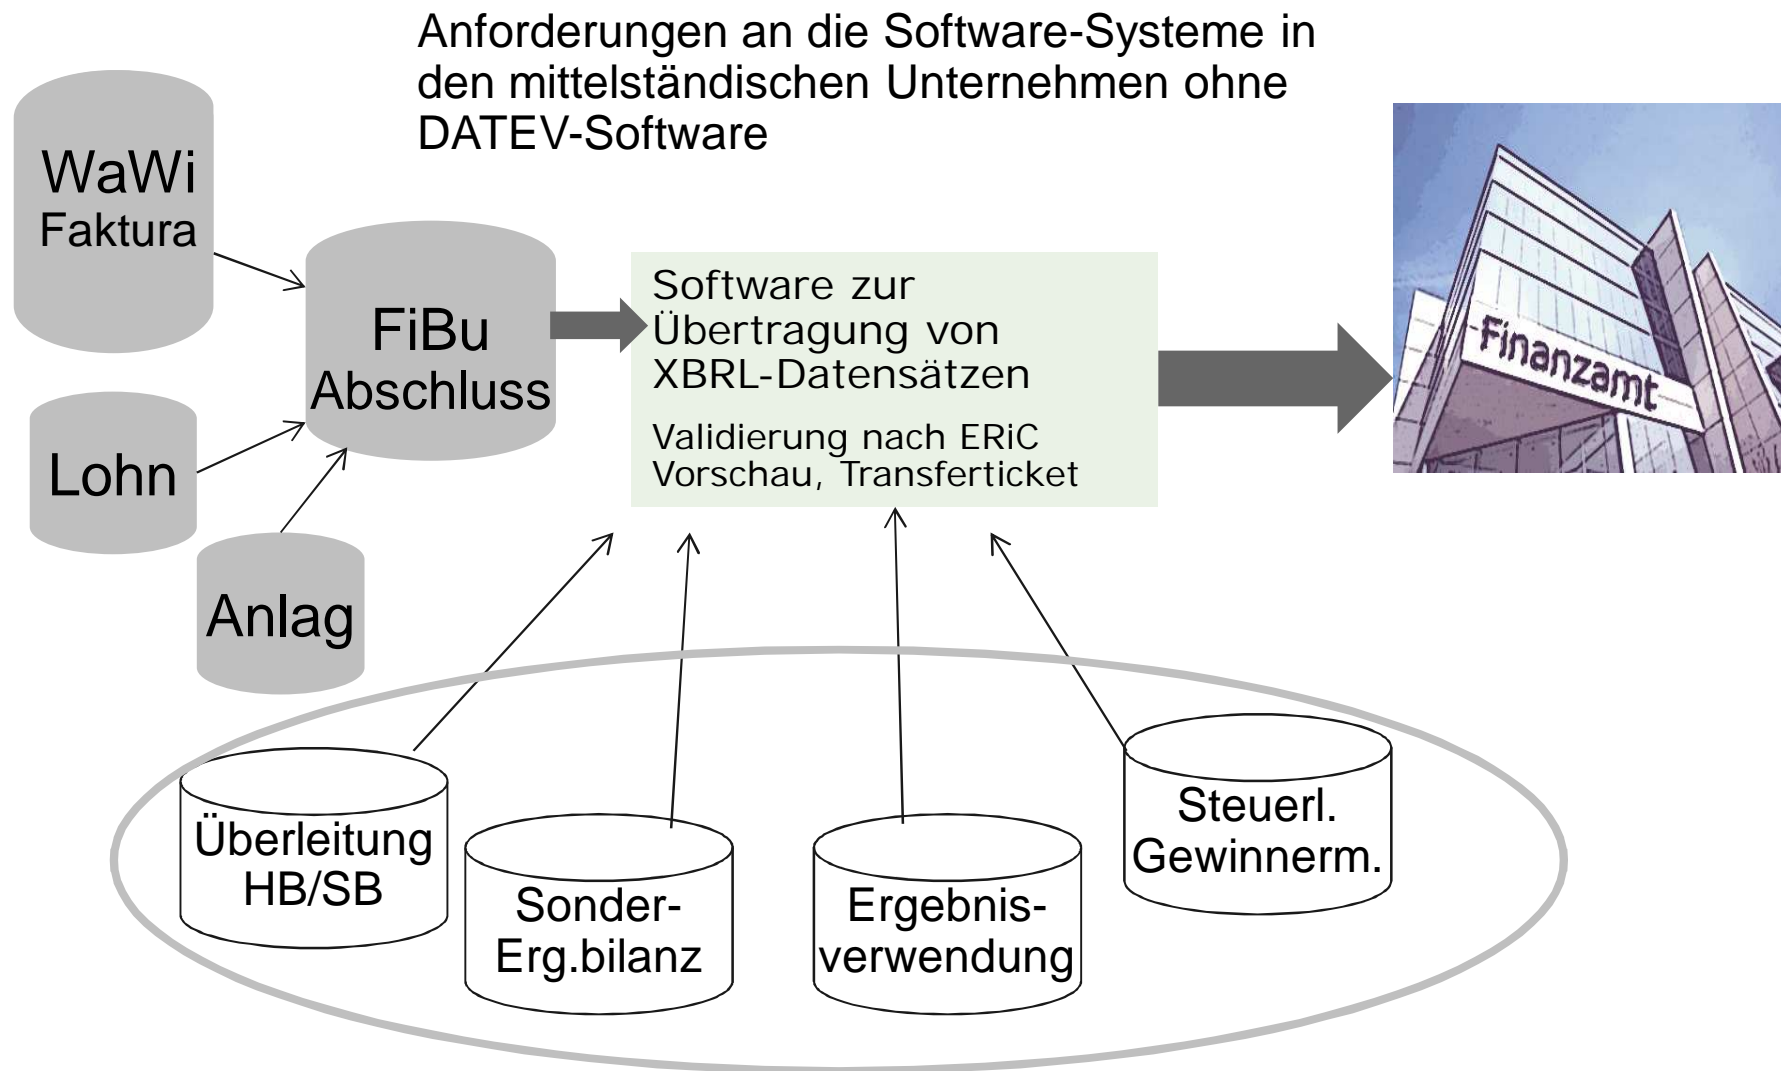 Anforderungen an die Software-Systeme in
den mittelständischen Unternehmen ohne
DATEV-Software
WaWi
Faktura
FiBu
Abschluss
Lohn
Anlag
Software zur
Übertragung von
XBRL-Datensätzen
Validierung nach ERiC
Vorschau, Transferticket
Finanzamt
Überleitung
HB/SB
Sonder-
Erg.bilanz
Ergebnis-
verwendung
Steuerl.
Gewinnerm.